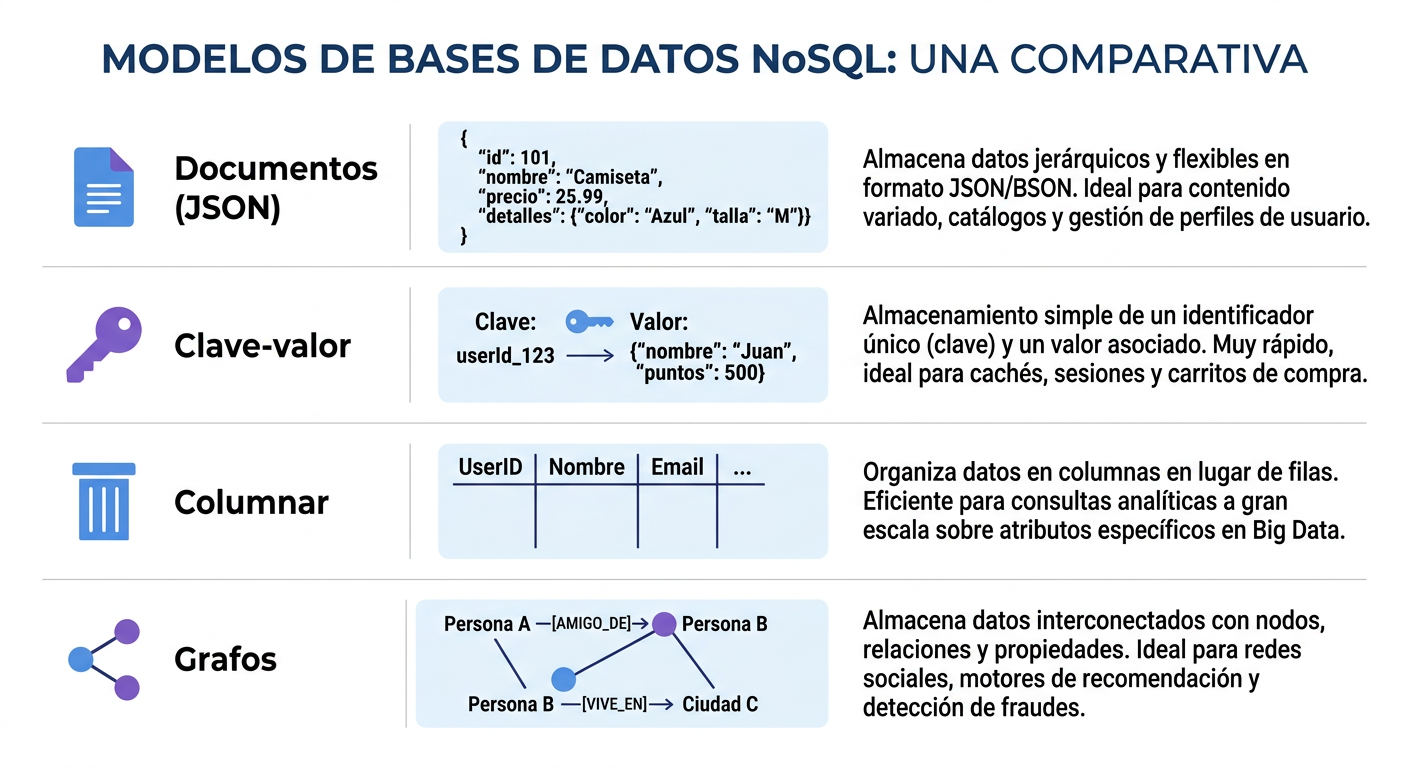 MODELOS DE BASES DE DATOS NoSQL: UNA COMPARATIVA
Documentos
(JSON)
{
“id”: 101,
“nombre”: “Camiseta”,
“precio”: 25.99,
“detalles”: {“color”: “Azul”, “talla”: “M”}}
}
Almacena datos jerárquicos y flexibles en
formato JSON/BSON. Ideal para contenido
variado, catálogos y gestión de perfiles de usuario.
Clave-valor
Clave: Valor:
userId_123 {“nombre”: “Juan”,
“puntos”: 500}
Almacenamiento simple de un identificador
único (clave) y un valor asociado. Muy rápido,
ideal para cachés, sesiones y carritos de compra.
Columnar
UserID Nombre Email ...
Organiza datos en columnas en lugar de filas.
Eficiente para consultas analíticas a gran
escala sobre atributos específicos en Big Data.
Grafos
Persona A —[AMIGO_DE]→ Persona B
Persona B —[VIVE_EN]→ Ciudad C
Almacena datos interconectados con nodos,
relaciones y propiedades. Ideal para redes
sociales, motores de recomendación y
detección de fraudes.